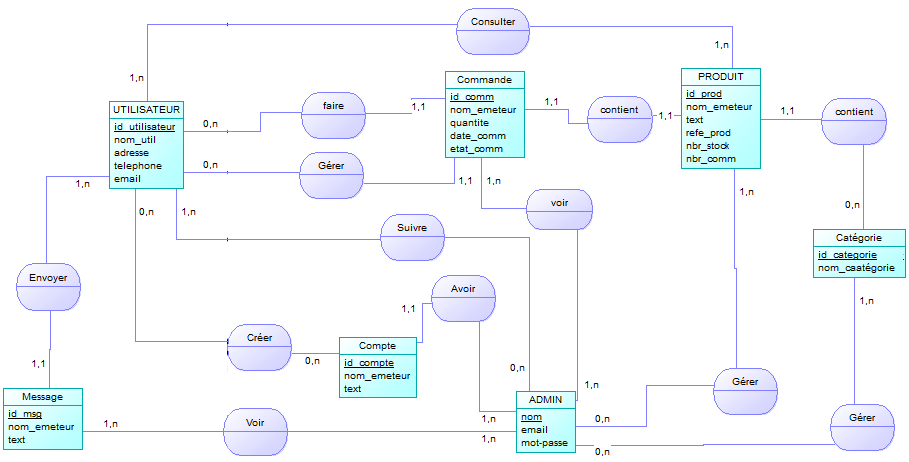 Consulter
1,n
1,n
UTILISATEUR
id_utilisateur
nom_util
adresse
telephone
email
0,n
faire
1,1
Commande
id_comm
nom_emeteur
quantite
date_comm
etat_comm
1,1
contient
1,1
PRODUIT
id_prod
nom_emeteur
text
refe_prod
nbr_stock
nbr_comm
1,1
contient
0,n
0,n
Gérer
1,1
1,n
voir
1,n
1,n
0,n
1,n
Suivre
0,n
1,n
Catégorie
id_categorie
nom_caatégorie
1,n
Envoyer
1,1
Avoir
1,1
1,n
Créer
0,n
Compte
id_compte
nom_emeteur
text
Message
id_msg
nom_emeteur
text
1,n
Voir
1,n
ADMIN
nom
email
mot-passe
0,n
Gérer
0,n
Gérer